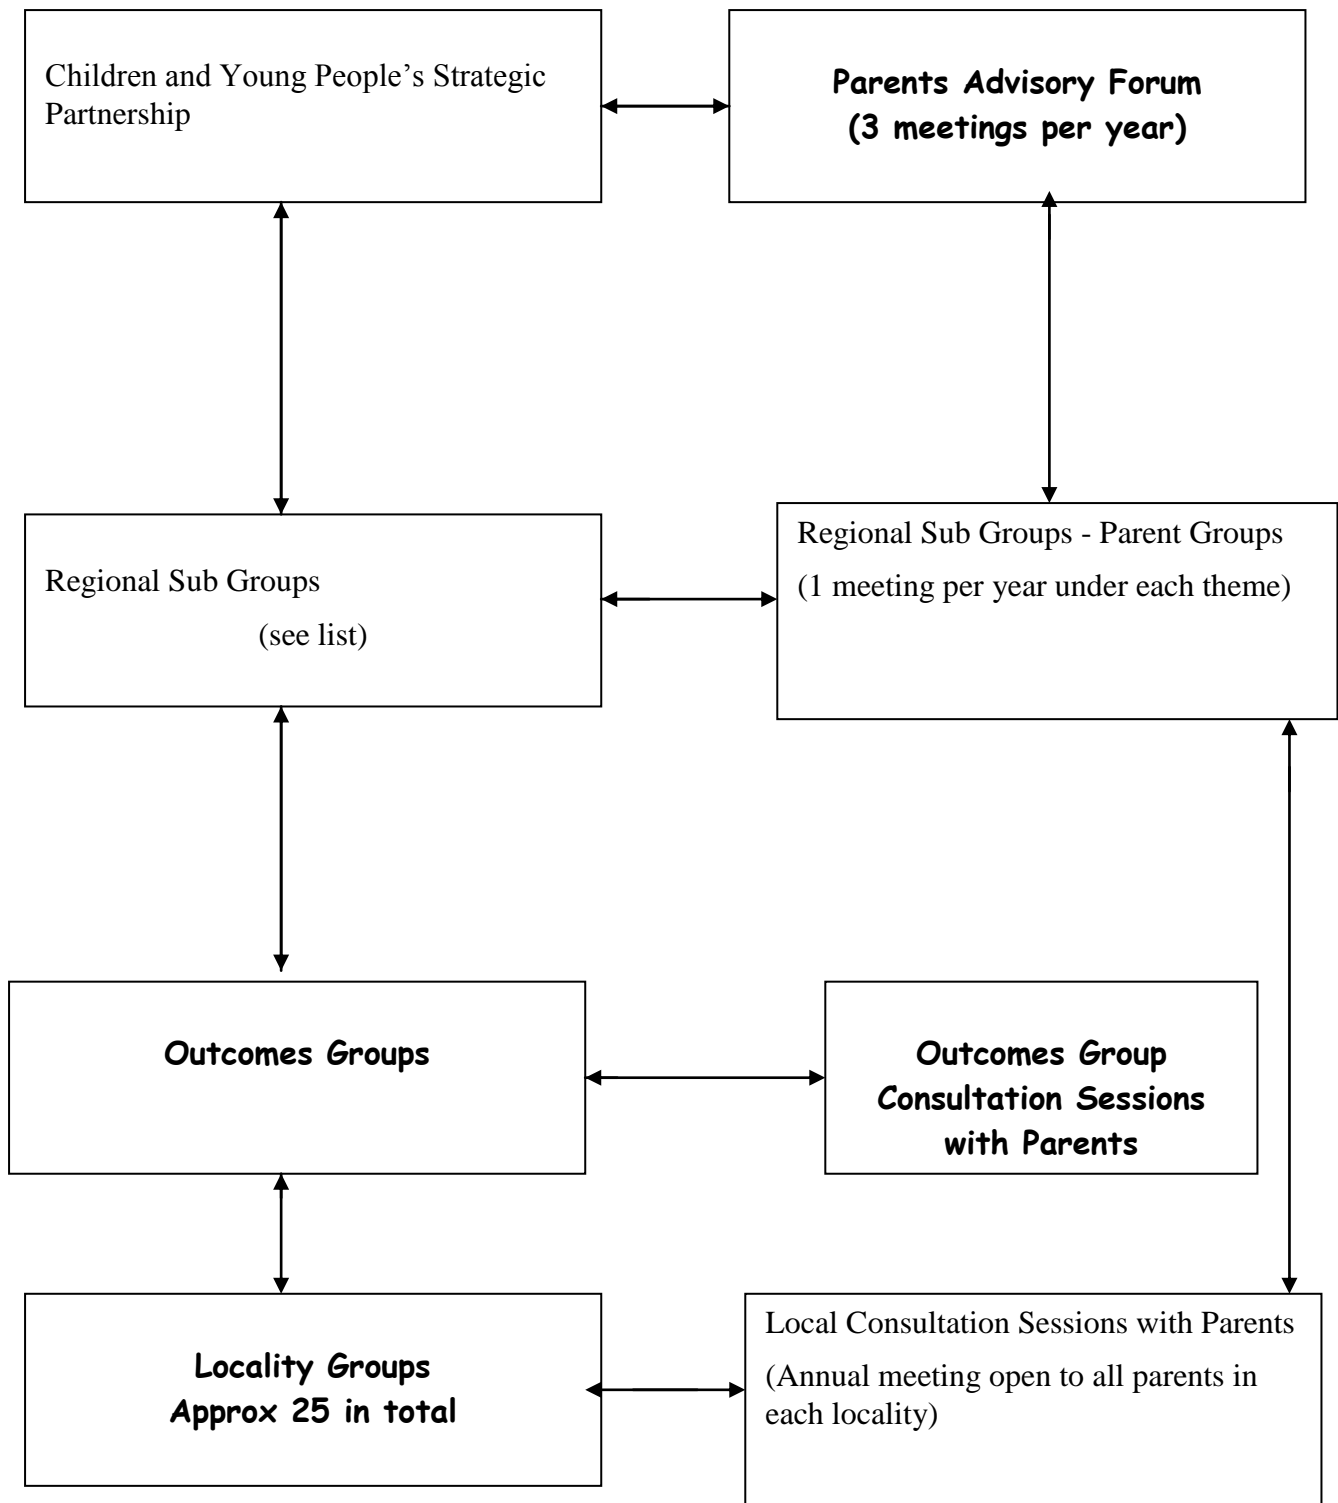 Children and Young People’s Strategic
Partnership
Parents Advisory Forum
(3 meetings per year)
Regional Sub Groups
(see list)
Regional Sub Groups - Parent Groups
(1 meeting per year under each theme)
Outcomes Groups
Outcomes Group
Consultation Sessions
with Parents
Locality Groups
Approx 25 in total
Local Consultation Sessions with Parents
(Annual meeting open to all parents in
each locality)